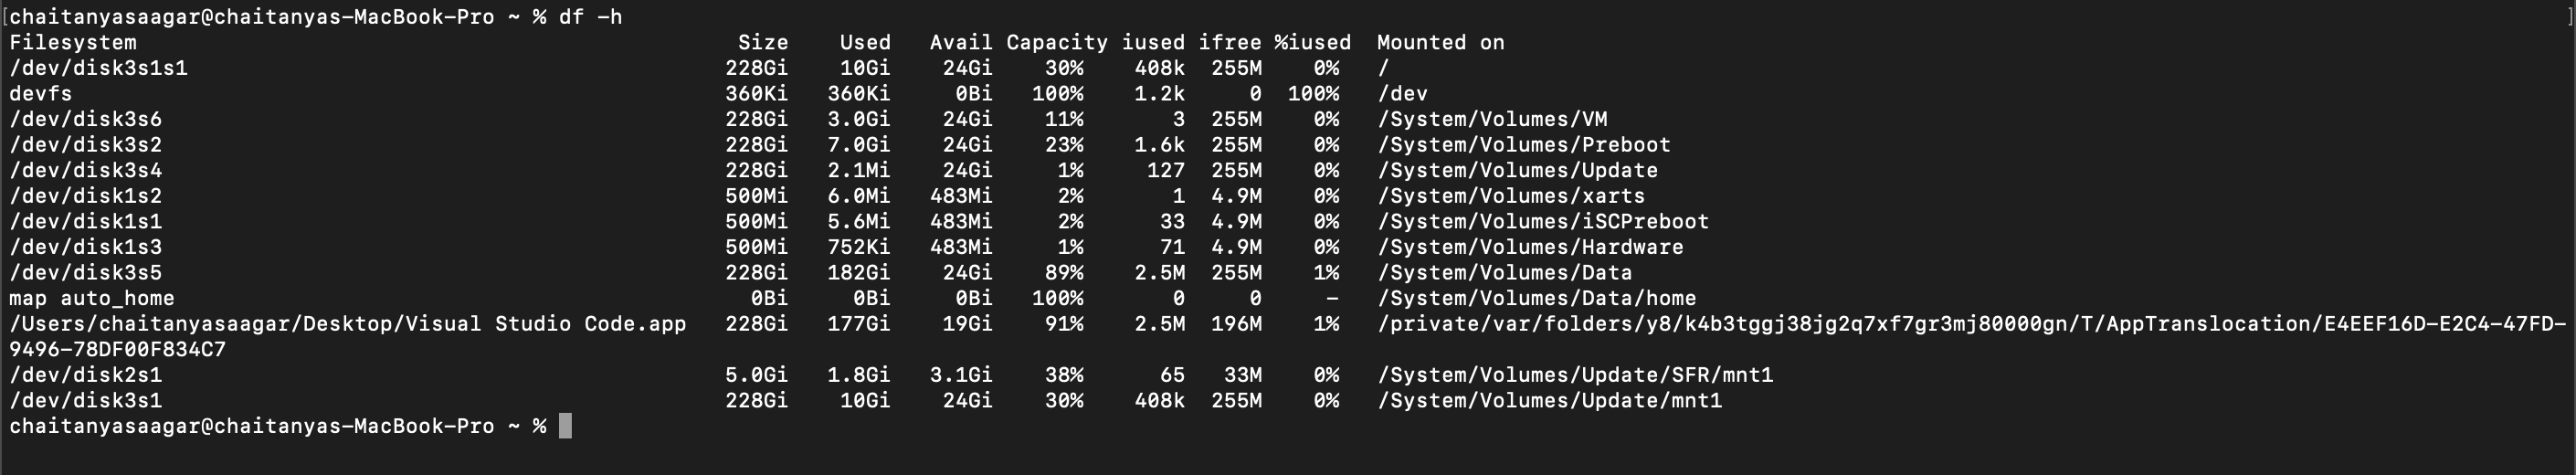 [chaitanyasaagar@chaitanyas-MacBook-Pro ~ % df -h ]
Filesystem Size Used Avail Capacity iused ifree %iused Mounted on
/dev/disk3s1s1 228Gi 10Gi 24Gi 30% 408k 255M 0% /
devfs 360Ki 360Ki 0Bi 100% 1.2k 0 100% /dev
/dev/disk3s6 228Gi 3.0Gi 24Gi 11% 3 255M 0% /System/Volumes/VM
/dev/disk3s2 228Gi 7.0Gi 24Gi 23% 1.6k 255M 0% /System/Volumes/Preboot
/dev/disk3s4 228Gi 2.1Mi 24Gi 1% 127 255M 0% /System/Volumes/Update
/dev/disk1s2 500Mi 6.0Mi 483Mi 2% 1 4.9M 0% /System/Volumes/xarts
/dev/disk1s1 500Mi 5.6Mi 483Mi 2% 33 4.9M 0% /System/Volumes/iSCPreboot
/dev/disk1s3 500Mi 752Ki 483Mi 1% 71 4.9M 0% /System/Volumes/Hardware
/dev/disk3s5 228Gi 182Gi 24Gi 89% 2.5M 255M 1% /System/Volumes/Data
map auto_home 0Bi 0Bi 0Bi 100% 0 0 - /System/Volumes/Data/home
/Users/chaitanyasaagar/Desktop/Visual Studio Code.app 228Gi 177Gi 19Gi 91% 2.5M 196M 1% /private/var/folders/y8/k4b3tggj38jg2q7xf7gr3mj80000gn/T/AppTranslocation/E4EEF16D-E2C4-47FD-
9496-78DF00F834C7
/dev/disk2s1 5.0Gi 1.8Gi 3.1Gi 38% 65 33M 0% /System/Volumes/Update/SFR/mnt1
/dev/disk3s1 228Gi 10Gi 24Gi 30% 408k 255M 0% /System/Volumes/Update/mnt1
chaitanyasaagar@chaitanyas-MacBook-Pro ~ %